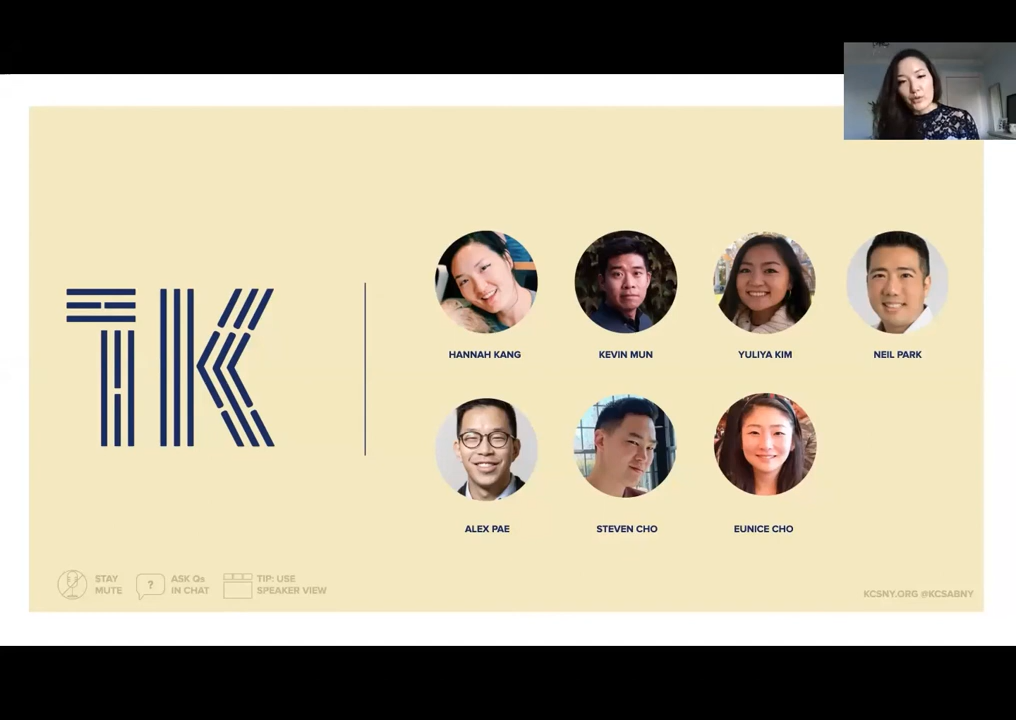 TK
HANNAH KANG
KEVIN MUN
YULIYA KIM
NEIL PARK
ALEX PAE
STEVEN CHO
EUNICE CHO
STAY
MUTE
?
ASK Qs
IN CHAT
TIP: USE
SPEAKER VIEW
KCSNY.ORG @KCSABNY